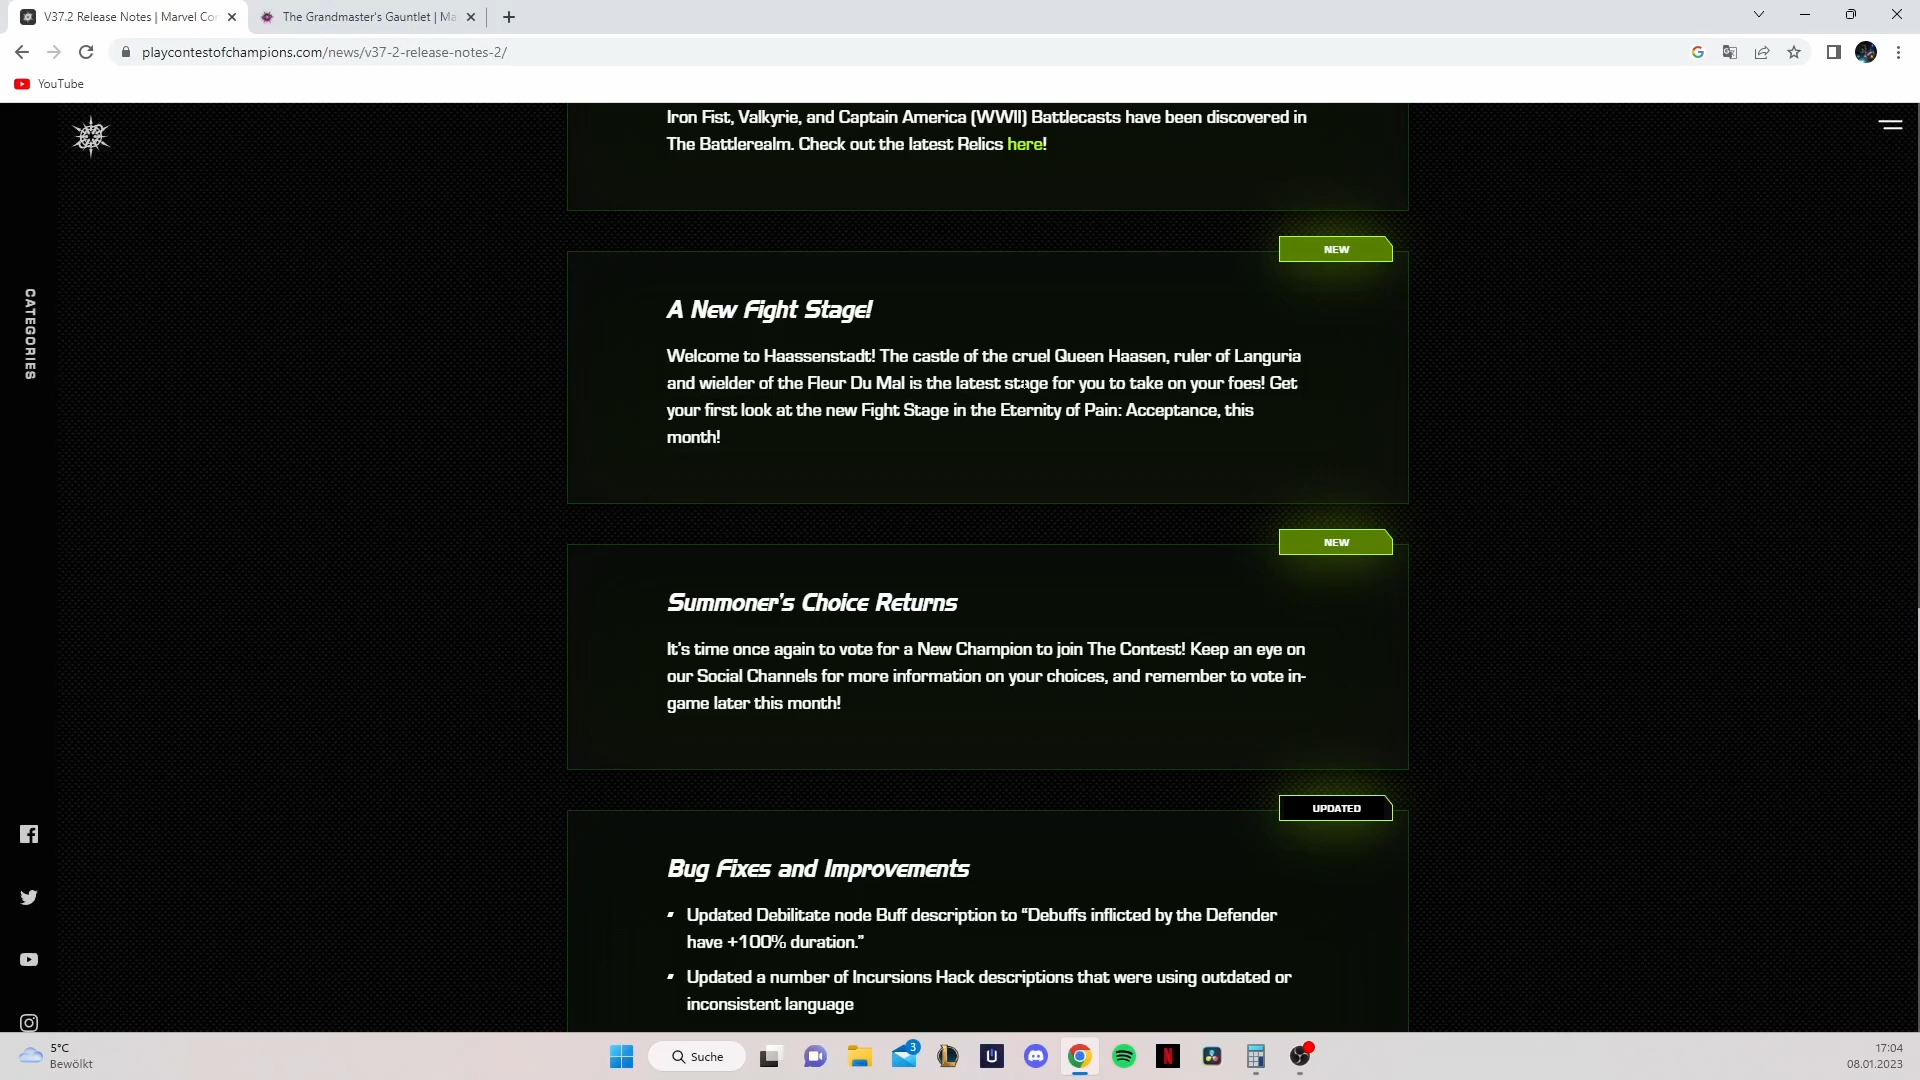 V37.2 Release Notes | Marvel Co
The Grandmaster's Gauntlet | Ma
playcontestofchampions.com/news/v37-2-release-notes-2/
YouTube
Iron Fist, Valkyrie, and Captain America (WWII) Battlecasts have been discovered in
The Battlerealm. Check out the latest Relics here!
CATEGORIES
NEW
A New Fight Stage!
Welcome to Haassenstadt! The castle of the cruel Queen Haasen, ruler of Languria
and wielder of the Fleur Du Mal is the latest stage for you to take on your foes! Get
your first look at the new Fight Stage in the Eternity of Pain: Acceptance, this
month!
NEW
Summoner's Choice Returns
It's time once again to vote for a New Champion to join The Contest! Keep an eye on
our Social Channels for more information on your choices, and remember to vote in-
game later this month!
UPDATED
Bug Fixes and Improvements
Updated Debilitate node Buff description to “Debuffs inflicted by the Defender
have +100% duration.”
Updated a number of Incursions Hack descriptions that were using outdated or
inconsistent language
5°C
Bewölkt
Suche
3
17:04
08.01.2023